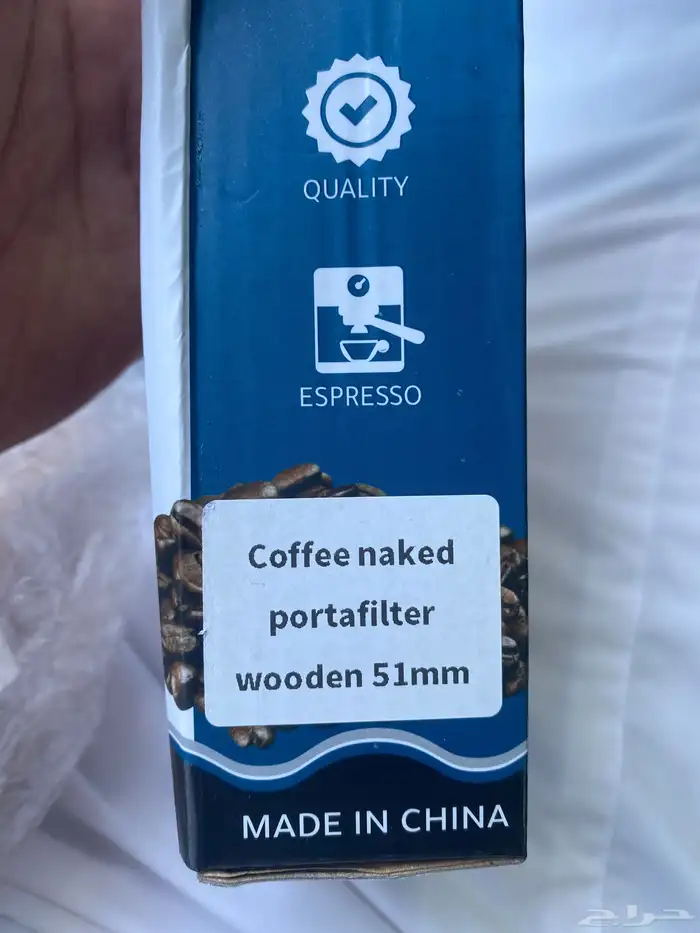 QUALITY
ESPRESSO
Coffee naked
portafilter
wooden 51mm
MADE IN CHINA
حراج